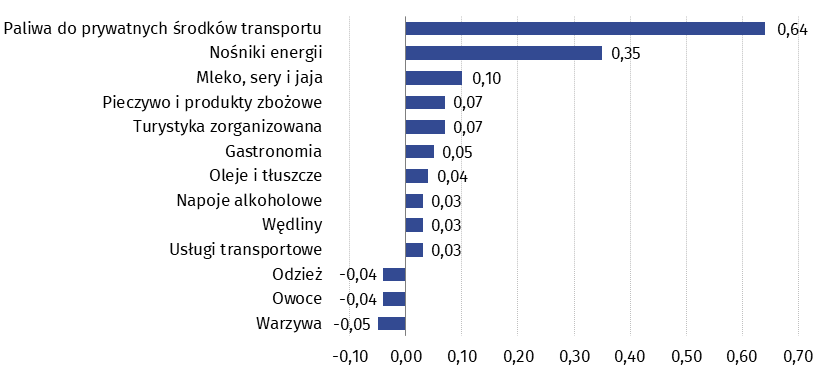 Paliwa do prywatnych środków transportu 0,64
Nośniki energii 0,35
Mleko, sery i jaja 0,10
Pieczywo i produkty zbożowe 0,07
Turystyka zorganizowana 0,07
Gastronomia 0,05
Oleje i tłuszcze 0,04
Napoje alkoholowe 0,03
Wędliny 0,03
Usługi transportowe 0,03
Odzież -0,04
Owoce -0,04
Warzywa -0,05
-0,10 0,00 0,10 0,20 0,30 0,40 0,50 0,60 0,70